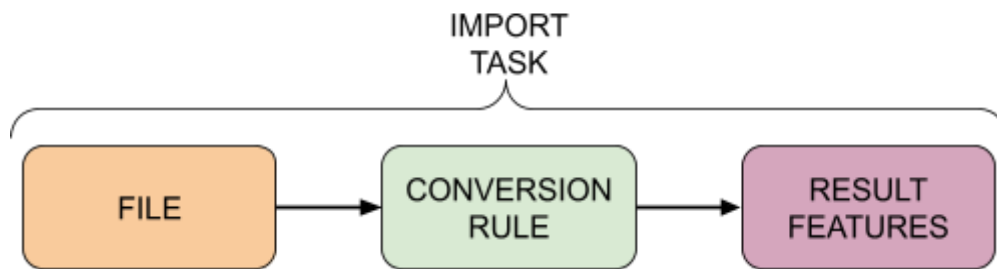 IMPORT
TASK
FILE
CONVERSION
RULE
RESULT
FEATURES